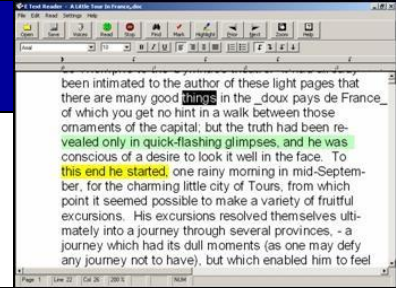 E Text Reader - A Little Tour In France,.doc
File Edit Read Settings Help
Open Save Voices Read Stop Find Mark Highlight Prev Next Zoom Help
Arial
been intimated to the author of these light pages that
there are many good things in the _doux pays de France_
of which you get no hint in a walk between those
ornaments of the capital; but the truth had been re-
vealed only in quick-flashing glimpses, and he was
conscious of a desire to look it well in the face. To
this end he started, one rainy morning in mid-Septem-
ber, for the charming little city of Tours, from which
point it seemed possible to make a variety of fruitful
excursions. His excursions resolved themselves ulti-
mately into a journey through several provinces, - a
journey which had its dull moments (as one may defy
any journey not to have), but which enabled him to feel
Page 1 Line 22 Col 26 200% NUM